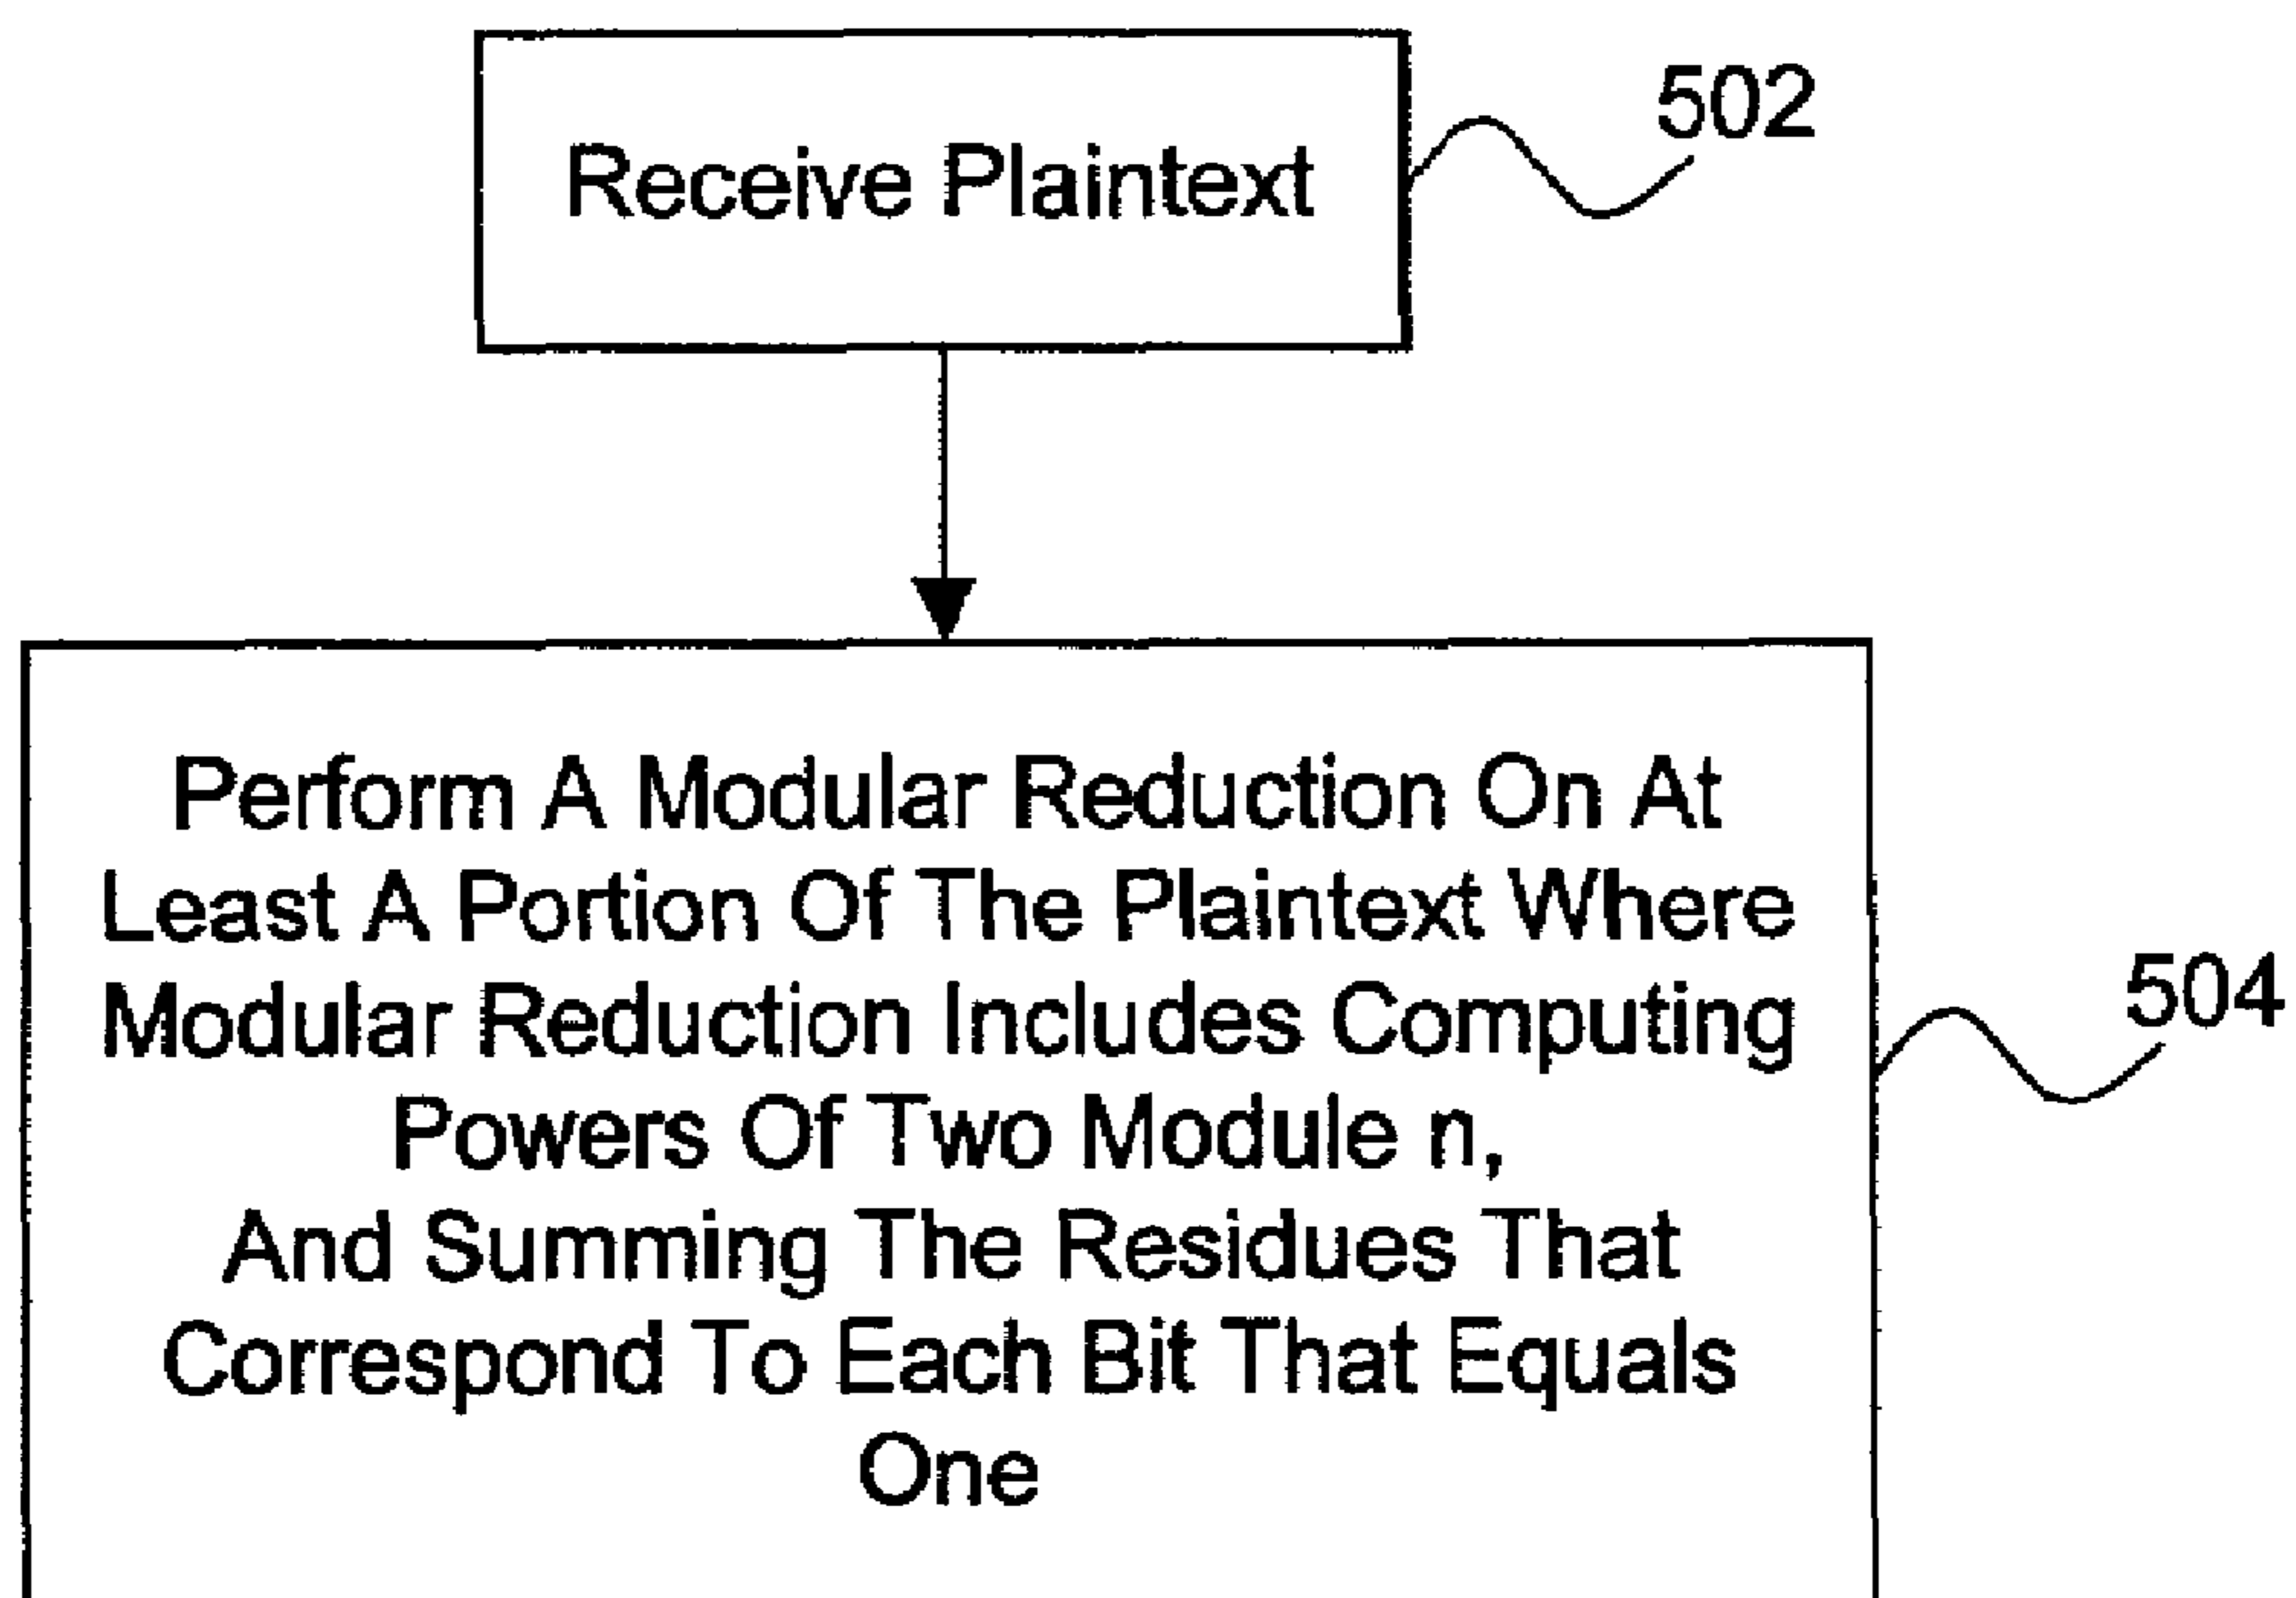 Receive Plaintext
502
Perform A Modular Reduction On At
Least A Portion Of The Plaintext Where
Modular Reduction Includes Computing
Powers Of Two Module n,
And Summing The Residues That
Correspond To Each Bit That Equals
One
504